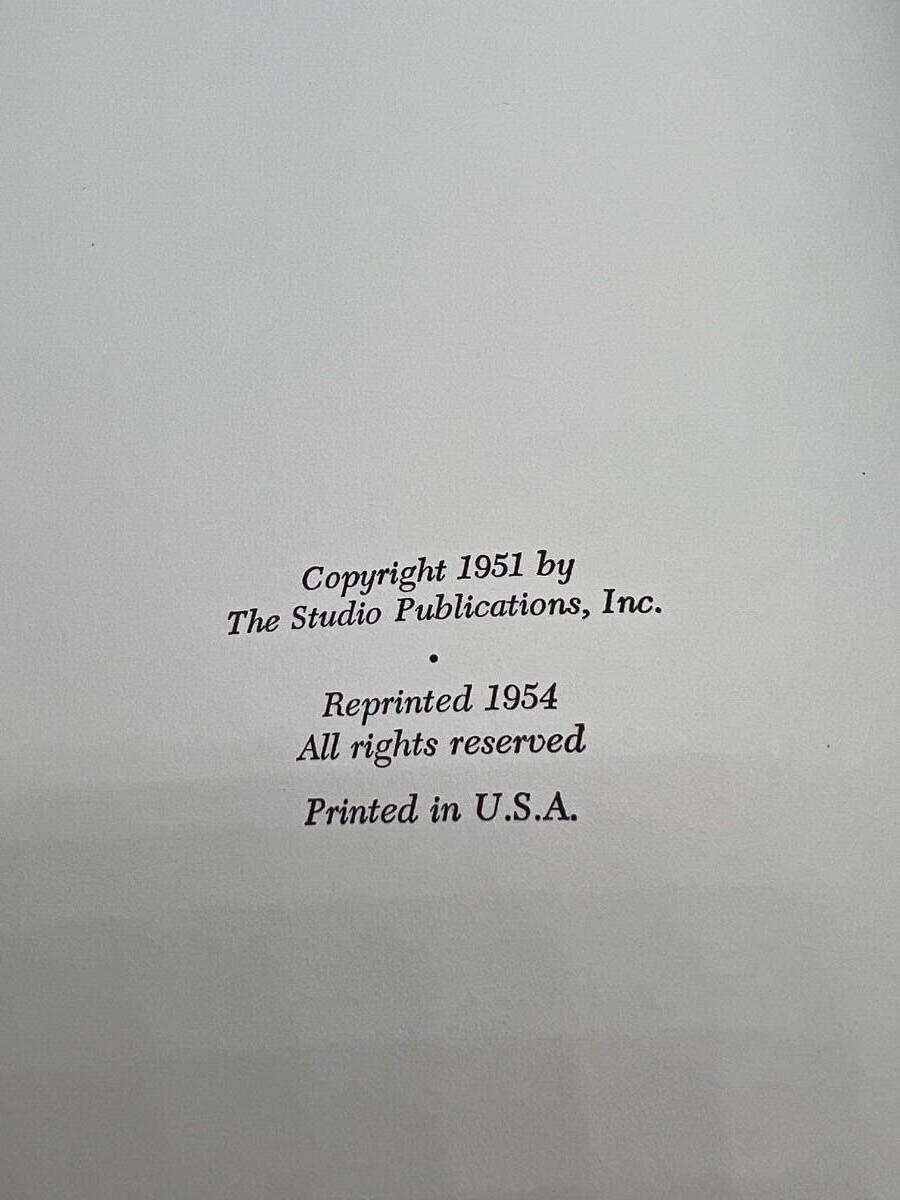 Copyright 1951 by
The Studio Publications, Inc.
•
Reprinted 1954
All rights reserved
Printed in U.S.A.